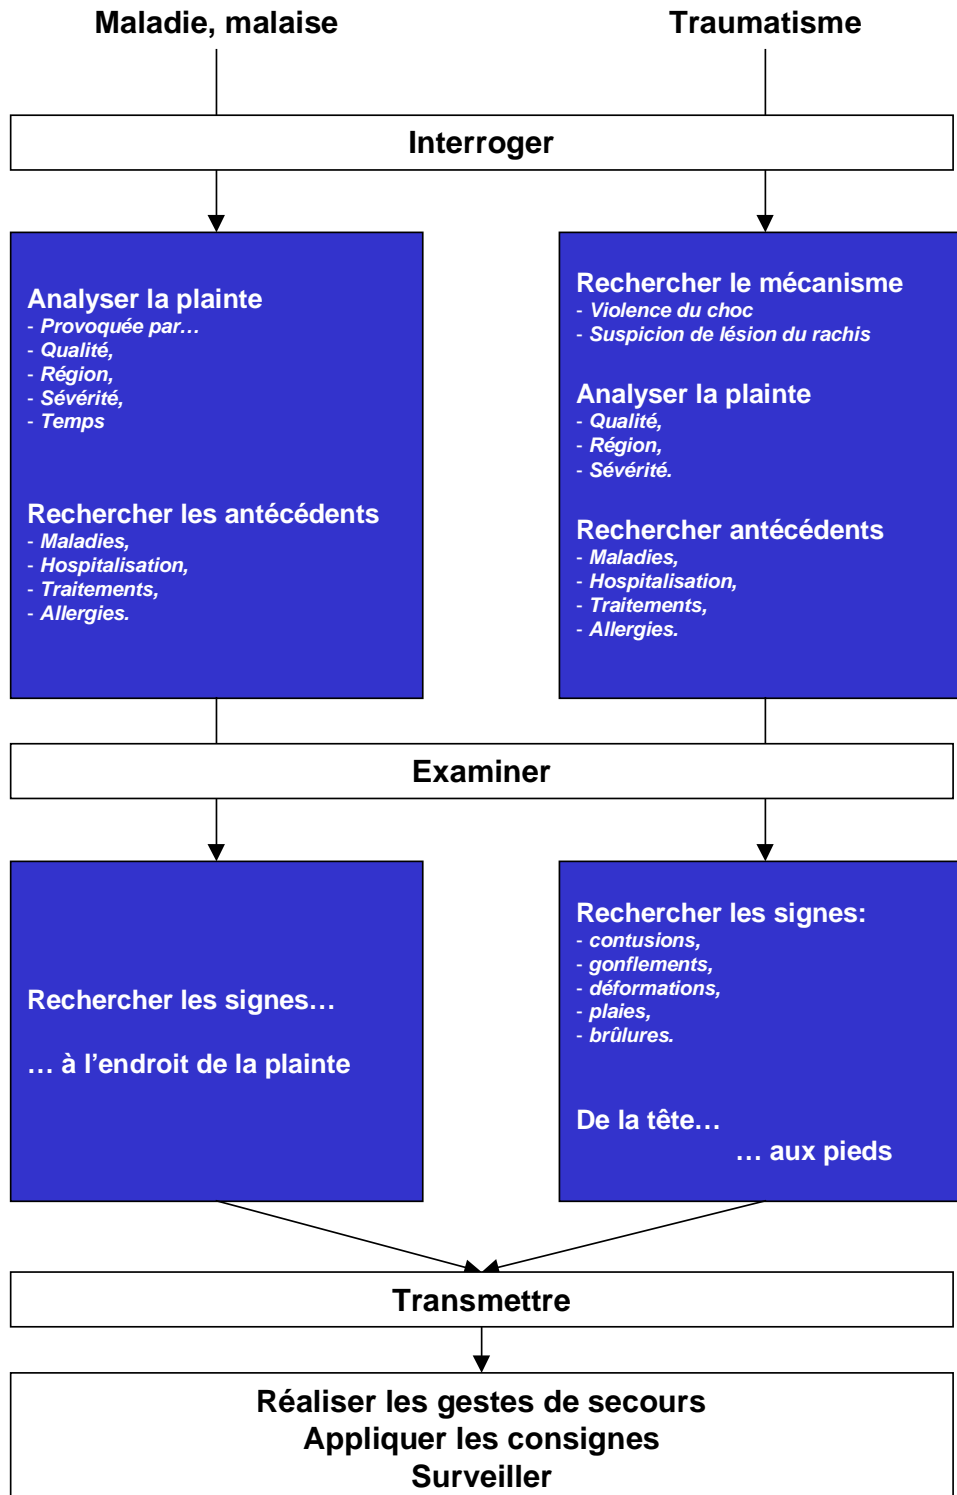 Maladie, malaise
Traumatisme
Interroger
Analyser la plainte
- Provoquée par…
- Qualité,
- Région,
- Sévérité,
- Temps
Rechercher les antécédents
- Maladies,
- Hospitalisation,
- Traitements,
- Allergies.
Rechercher le mécanisme
- Violence du choc
- Suspicion de lésion du rachis
Analyser la plainte
- Qualité,
- Région,
- Sévérité.
Rechercher antécédents
- Maladies,
- Hospitalisation,
- Traitements,
- Allergies.
Examiner
Rechercher les signes…
… à l’endroit de la plainte
Rechercher les signes:
- contusions,
- gonflements,
- déformations,
- plaies,
- brûlures.
De la tête…
… aux pieds
Transmettre
Réaliser les gestes de secours
Appliquer les consignes
Surveiller